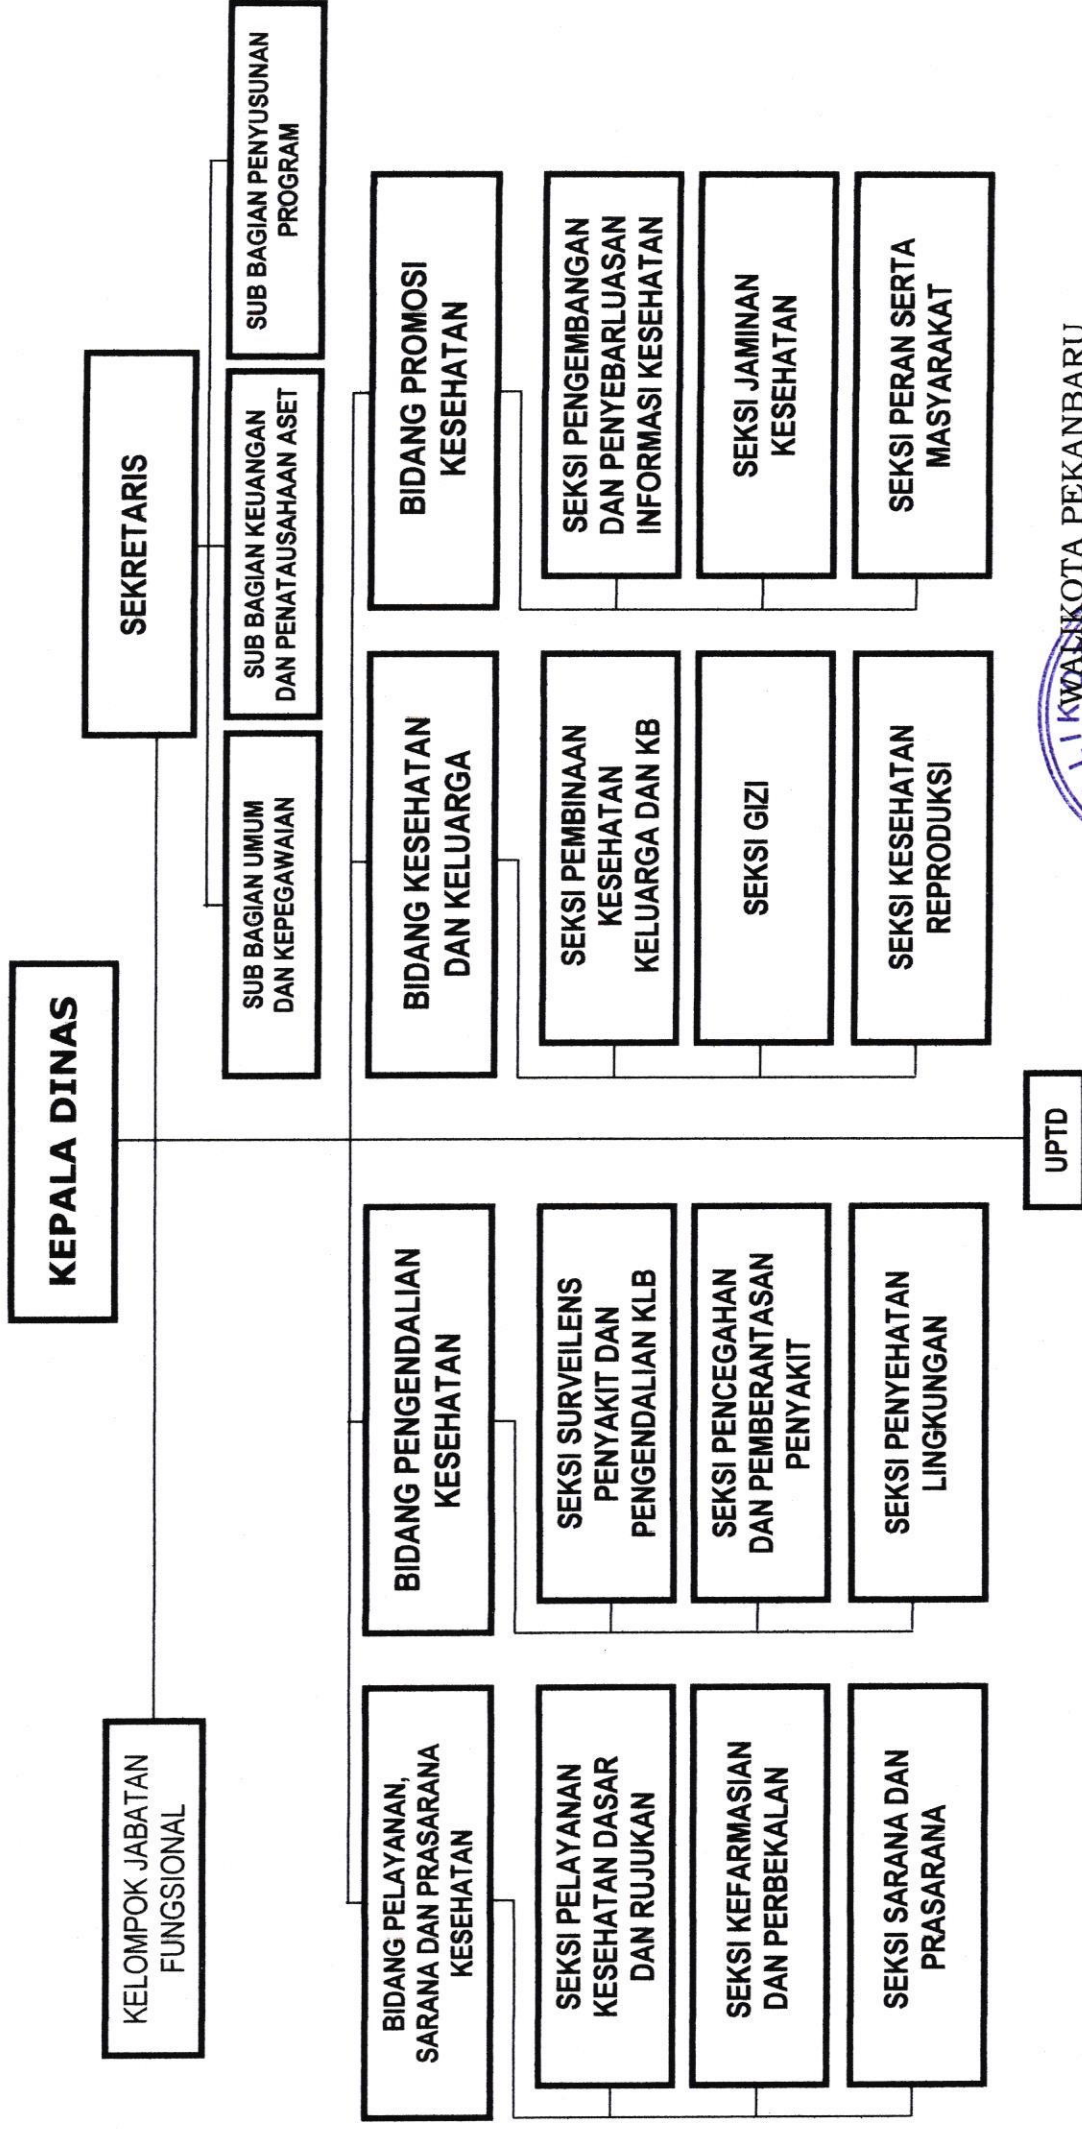 KEPALA DINAS
KELOMPOK JABATAN
FUNGSIONAL
SEKRETARIS
SUB BAGIAN UMUM
DAN KEPEGAWAIAN
SUB BAGIAN KEUANGAN
DAN PENATAUSAHAAN ASET
SUB BAGIAN PENYUSUNAN
PROGRAM
BIDANG PELAYANAN,
SARANA DAN PRASARANA
KESEHATAN
SEKSI PELAYANAN
KESEHATAN DASAR
DAN RUJUKAN
SEKSI KEFARMASIAN
DAN PERBEKALAN
SEKSI SARANA DAN
PRASARANA
BIDANG PENGENDALIAN
KESEHATAN
SEKSI SURVEILENS
PENYAKIT DAN
PENGENDALIAN KLB
SEKSI PENCEGAHAN
DAN PEMBERANTASAN
PENYAKIT
SEKSI PENYEHATAN
LINGKUNGAN
BIDANG KESEHATAN
DAN KELUARGA
SEKSI PEMBINAAN
KESEHATAN
KELUARGA DAN KB
SEKSI GIZI
SEKSI KESEHATAN
REPRODUKSI
BIDANG PROMOSI
KESEHATAN
SEKSI PENGEMBANGAN
DAN PENYEBARLUASAN
INFORMASI KESEHATAN
SEKSI JAMINAN
KESEHATAN
SEKSI PERAN SERTA
MASYARAKAT
UPTD
WALIKOTA PEKANBARU